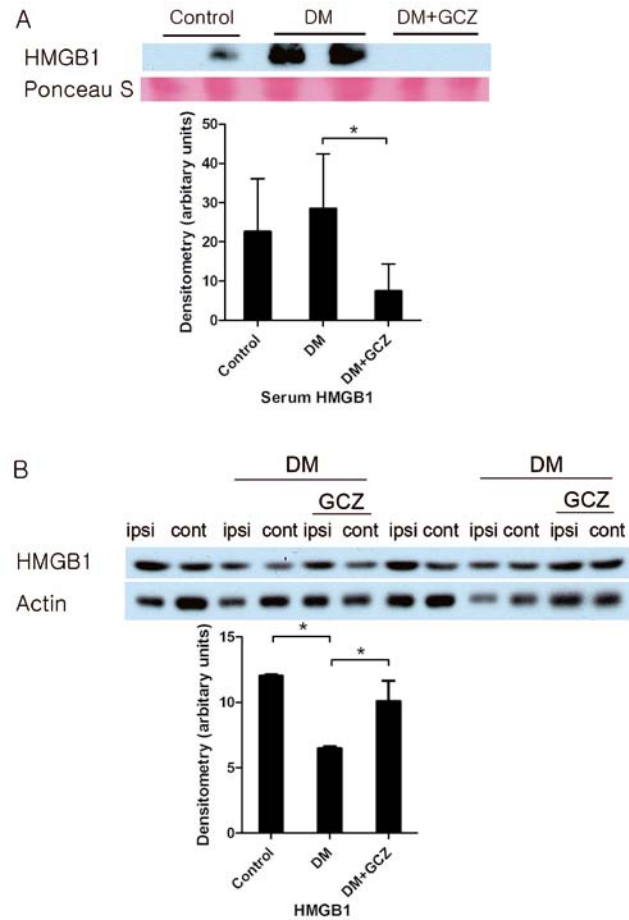 A
Control DM DM+GCZ
HMGB1
Ponceau S
Densitometry (arbitary units)
50
40
30
20
10
0
*
Control DM DM+GCZ
Serum HMGB1
B
DM DM
GCZ GCZ
ipsi cont ipsi cont ipsi cont ipsi cont ipsi cont ipsi cont
HMGB1
Actin
Densitometry (arbitary units)
15
10
5
0
* *
Control DM DM+GCZ
HMGB1